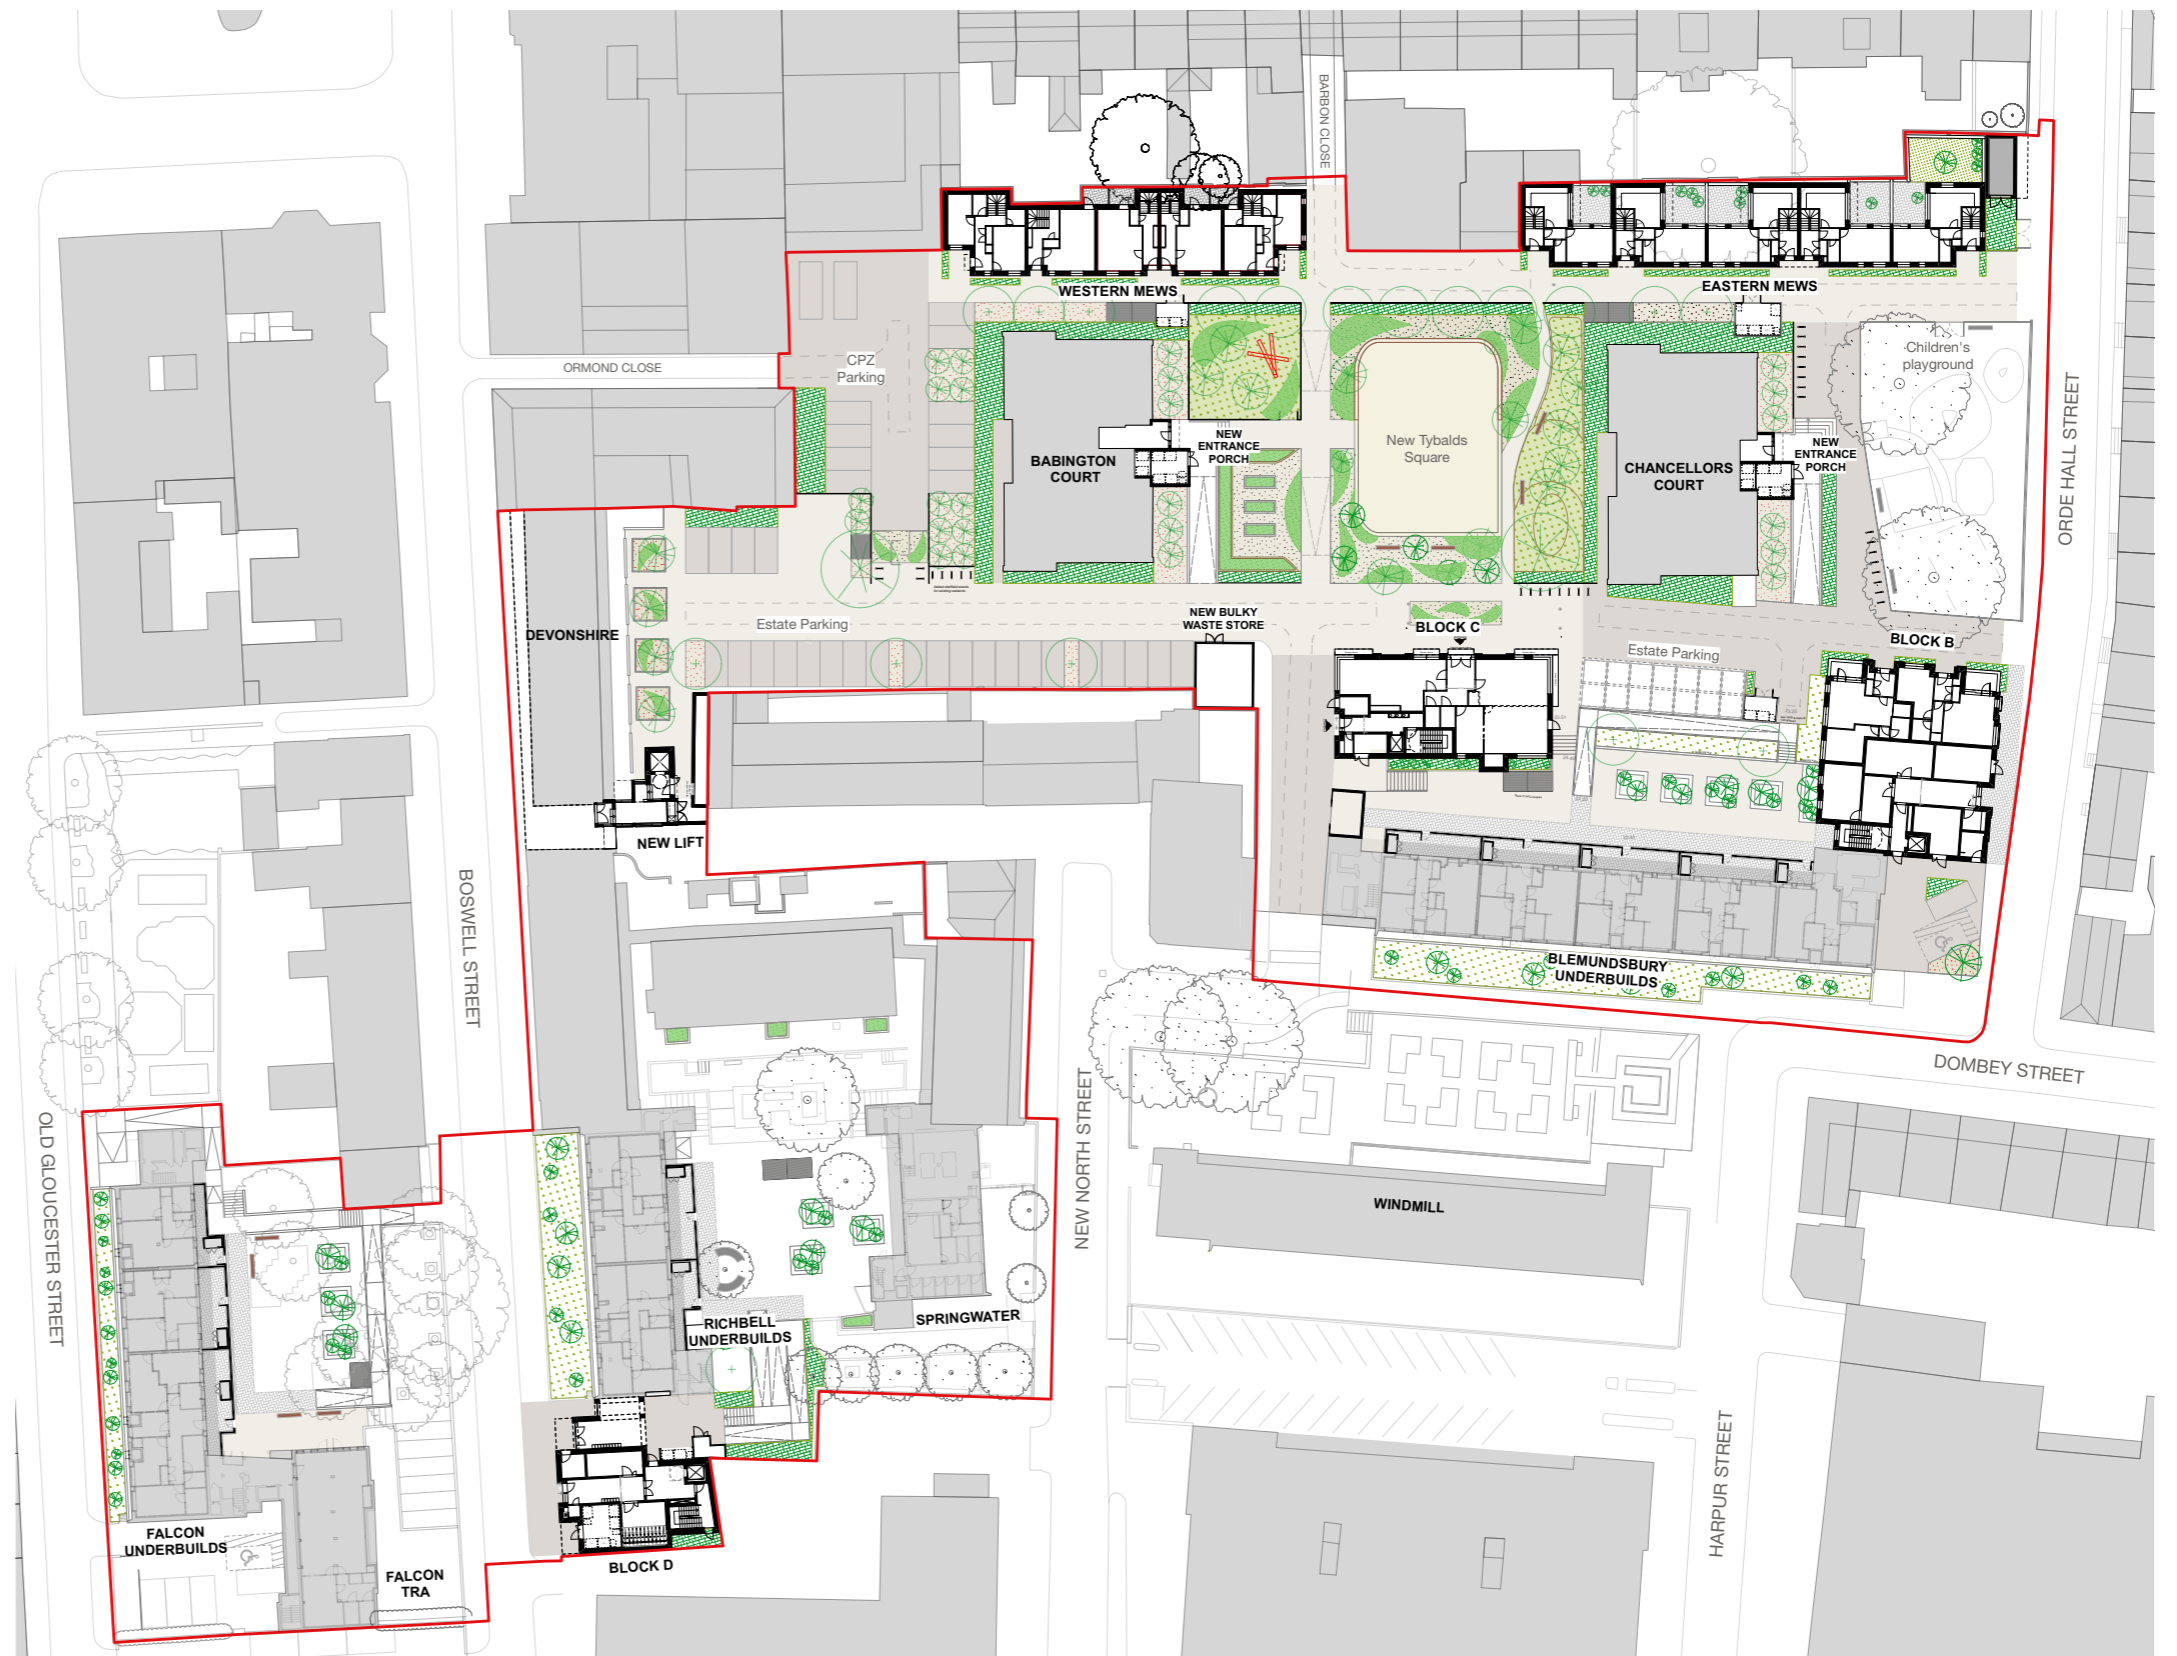 BARBON CLOSE
WESTERN MEWS
EASTERN MEWS
ORMOND CLOSE
CPZ
Parking
Children's
playground
ORDE HALL STREET
NEW
ENTRANCE
PORCH
BABINGTON
COURT
New Tybalds
Square
CHANCELLORS
COURT
NEW
ENTRANCE
PORCH
DEVONSHIRE
Estate Parking
NEW BULKY
WASTE STORE
BLOCK C
BLOCK B
Estate Parking
NEW LIFT
BOSWELL STREET
BLEMUNDSBURY
UNDERBUILDS
DOMBEY STREET
OLD GLOUCESTER STREET
NEW NORTH STREET
WINDMILL
RICHBELL
UNDERBUILDS
SPRINGWATER
HARPUR STREET
FALCON
UNDERBUILDS
FALCON
TRA
BLOCK D